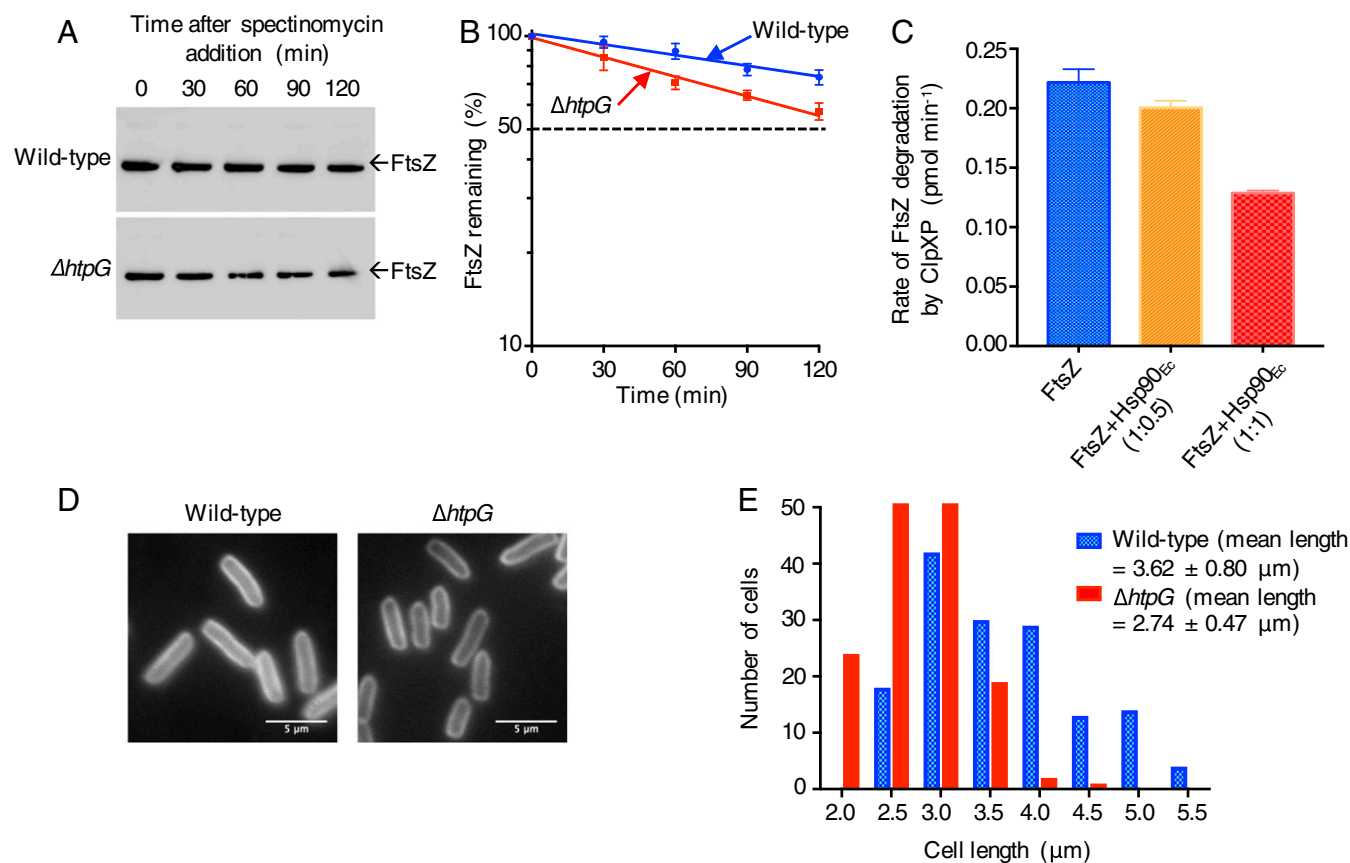 A
Time after spectinomycin
addition (min)
0 30 60 90 120
Wild-type
←FtsZ
ΔhtpG
←FtsZ
B
FtsZ remaining (%)
100
50
10
Wild-type
ΔhtpG
0 30 60 90 120
Time (min)
C
Rate of FtsZ degradation
by ClpXP (pmol min⁻¹)
0.25
0.20
0.15
0.10
0.05
0.00
FtsZ
FtsZ+Hsp90Ec
(1:0.5)
FtsZ+Hsp90Ec
(1:1)
D
Wild-type
ΔhtpG
5 µm
5 µm
E
Number of cells
50
40
30
20
10
0
2.0 2.5 3.0 3.5 4.0 4.5 5.0 5.5
Cell length (µm)
Wild-type (mean length
= 3.62 ± 0.80 µm)
ΔhtpG (mean length
= 2.74 ± 0.47 µm)